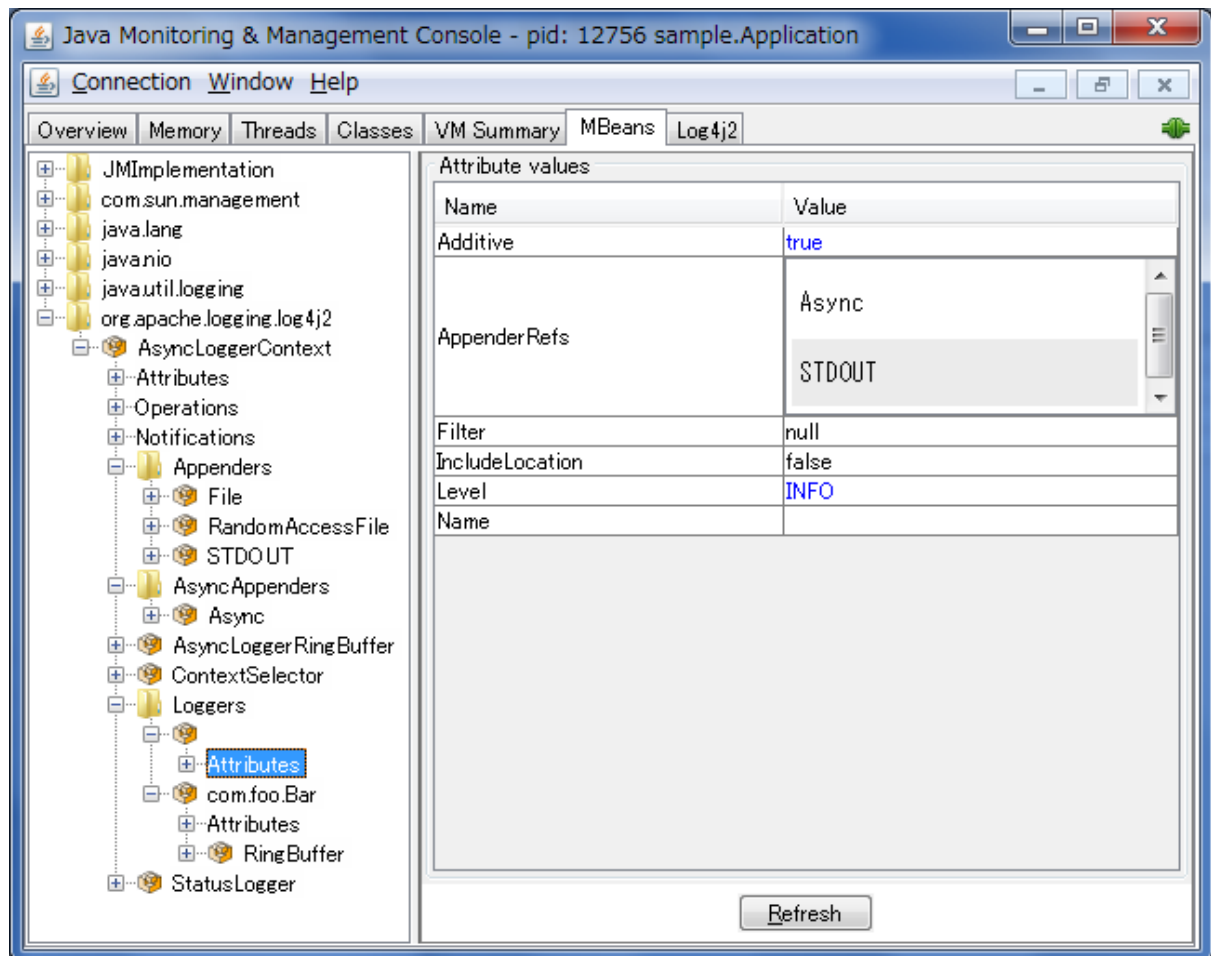 Java Monitoring & Management Console - pid: 12756 sample.Application
Connection Window Help
Overview Memory Threads Classes VM Summary MBeans Log4j2
JMImplementation
com.sun.management
java.lang
java.nio
java.util.logging
org.apache.logging.log4j2
AsyncLoggerContext
Attributes
Operations
Notifications
Appenders
File
RandomAccessFile
STDOUT
AsyncAppenders
Async
AsyncLoggerRingBuffer
ContextSelector
Loggers
Attributes
com.foo.Bar
Attributes
RingBuffer
StatusLogger
Attribute values
Name Value
Additive true
AppenderRefs
Async
STDOUT
Filter null
IncludeLocation false
Level INFO
Name
Refresh